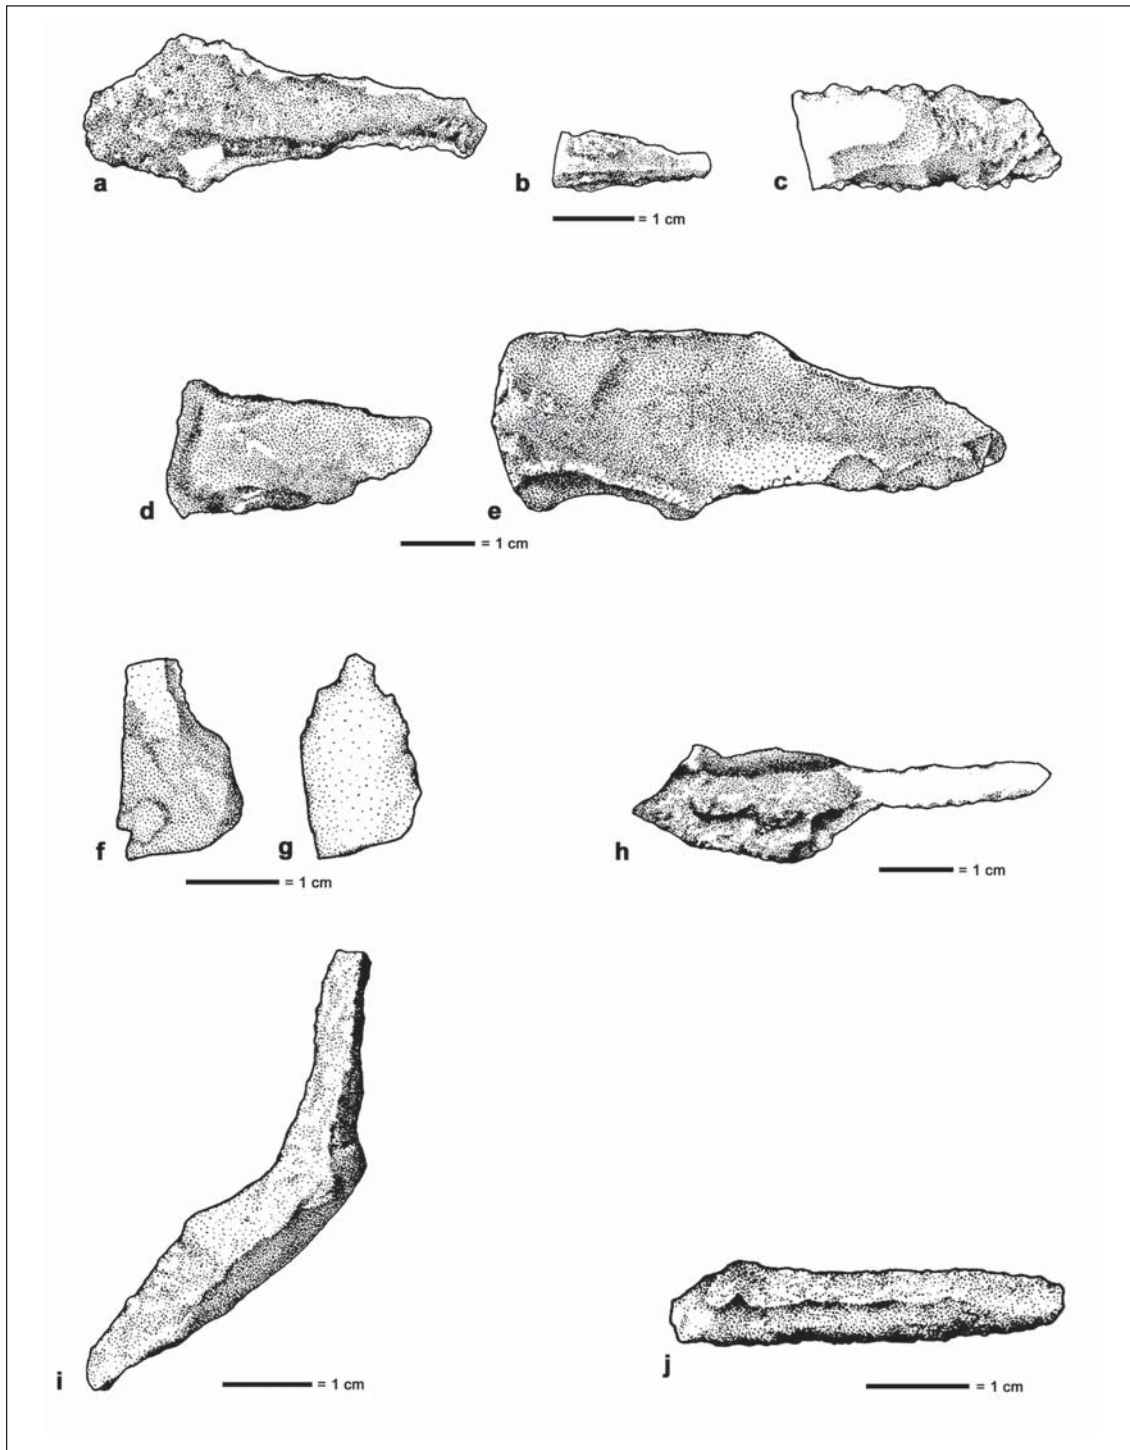 a
b
c
= 1 cm
d
e
= 1 cm
f
g
h
= 1 cm
= 1 cm
i
j
= 1 cm
= 1 cm